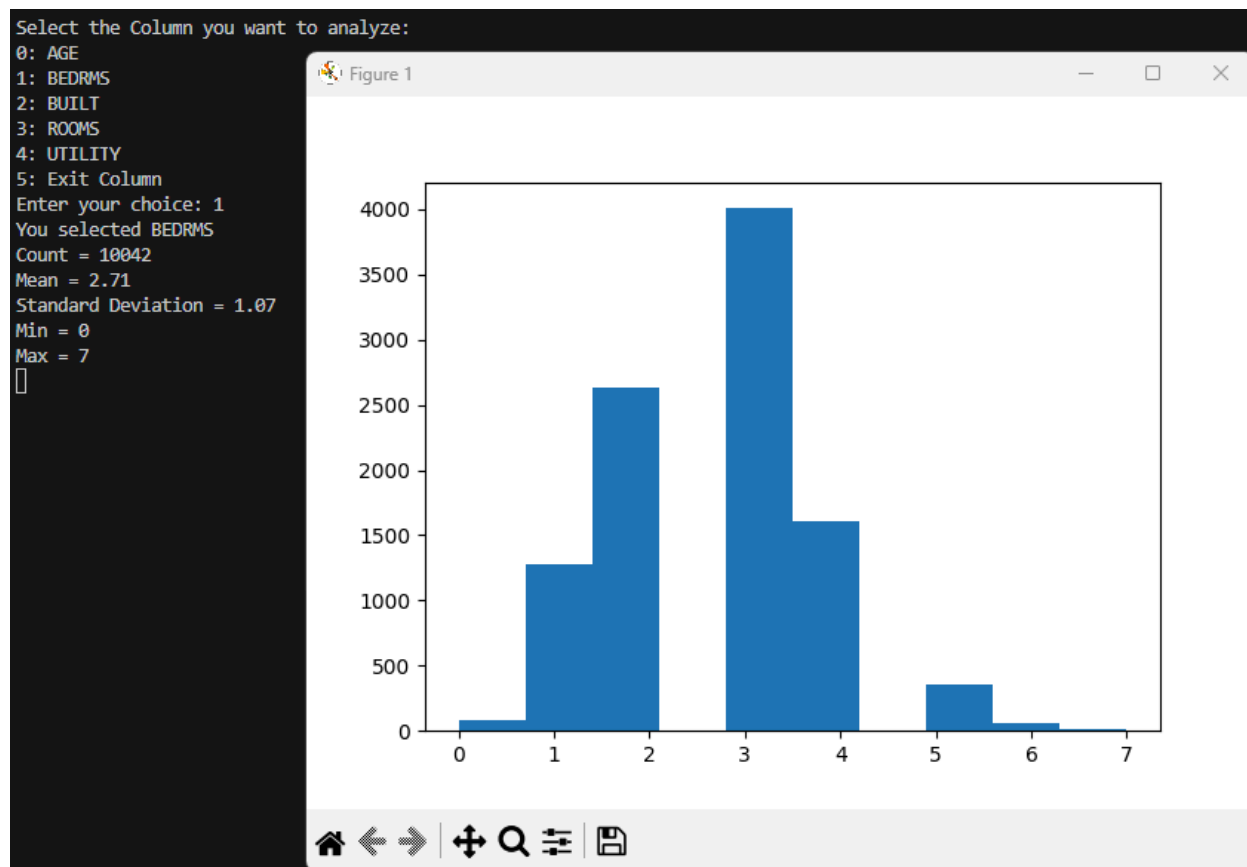 Select the Column you want to analyze:
0: AGE
1: BEDRMS
2: BUILT
3: ROOMS
4: UTILITY
5: Exit Column
Enter your choice: 1
You selected BEDRMS
Count = 10042
Mean = 2.71
Standard Deviation = 1.07
Min = 0
Max = 7
Figure 1
4000
3500
3000
2500
2000
1500
1000
500
0
0 1 2 3 4 5 6 7